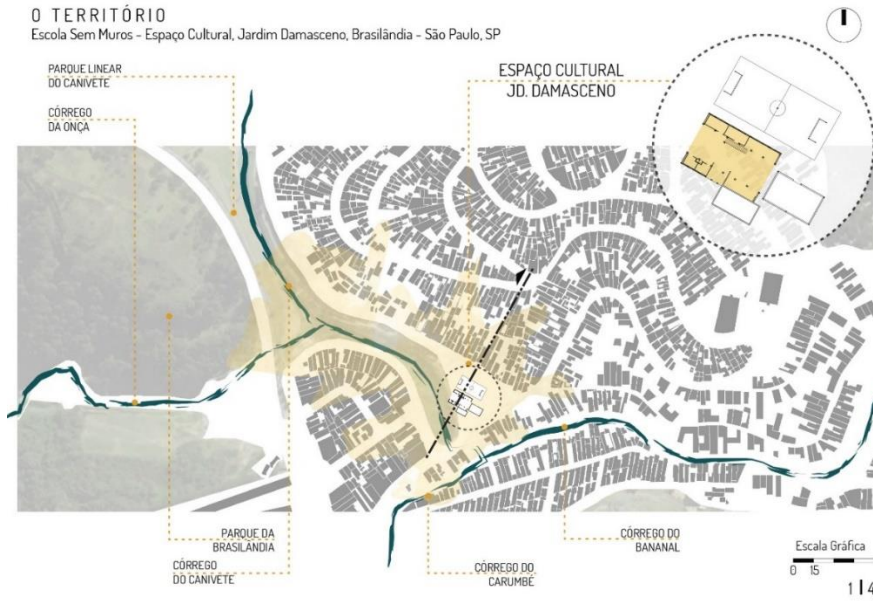 O TERRITÓRIO
Escola Sem Muros - Espaço Cultural, Jardim Damasceno, Brasilândia - São Paulo, SP
PARQUE LINEAR
DO CANIVETE
CÓRREGO
DA ONÇA
ESPAÇO CULTURAL
JD. DAMASCENO
PARQUE DA
BRASILANDIA
CÓRREGO
DO CANIVETE
CÓRREGO DO
CARUMBÉ
CÓRREGO DO
BANANAL
Escala Gráfica
0 15
1 | 4